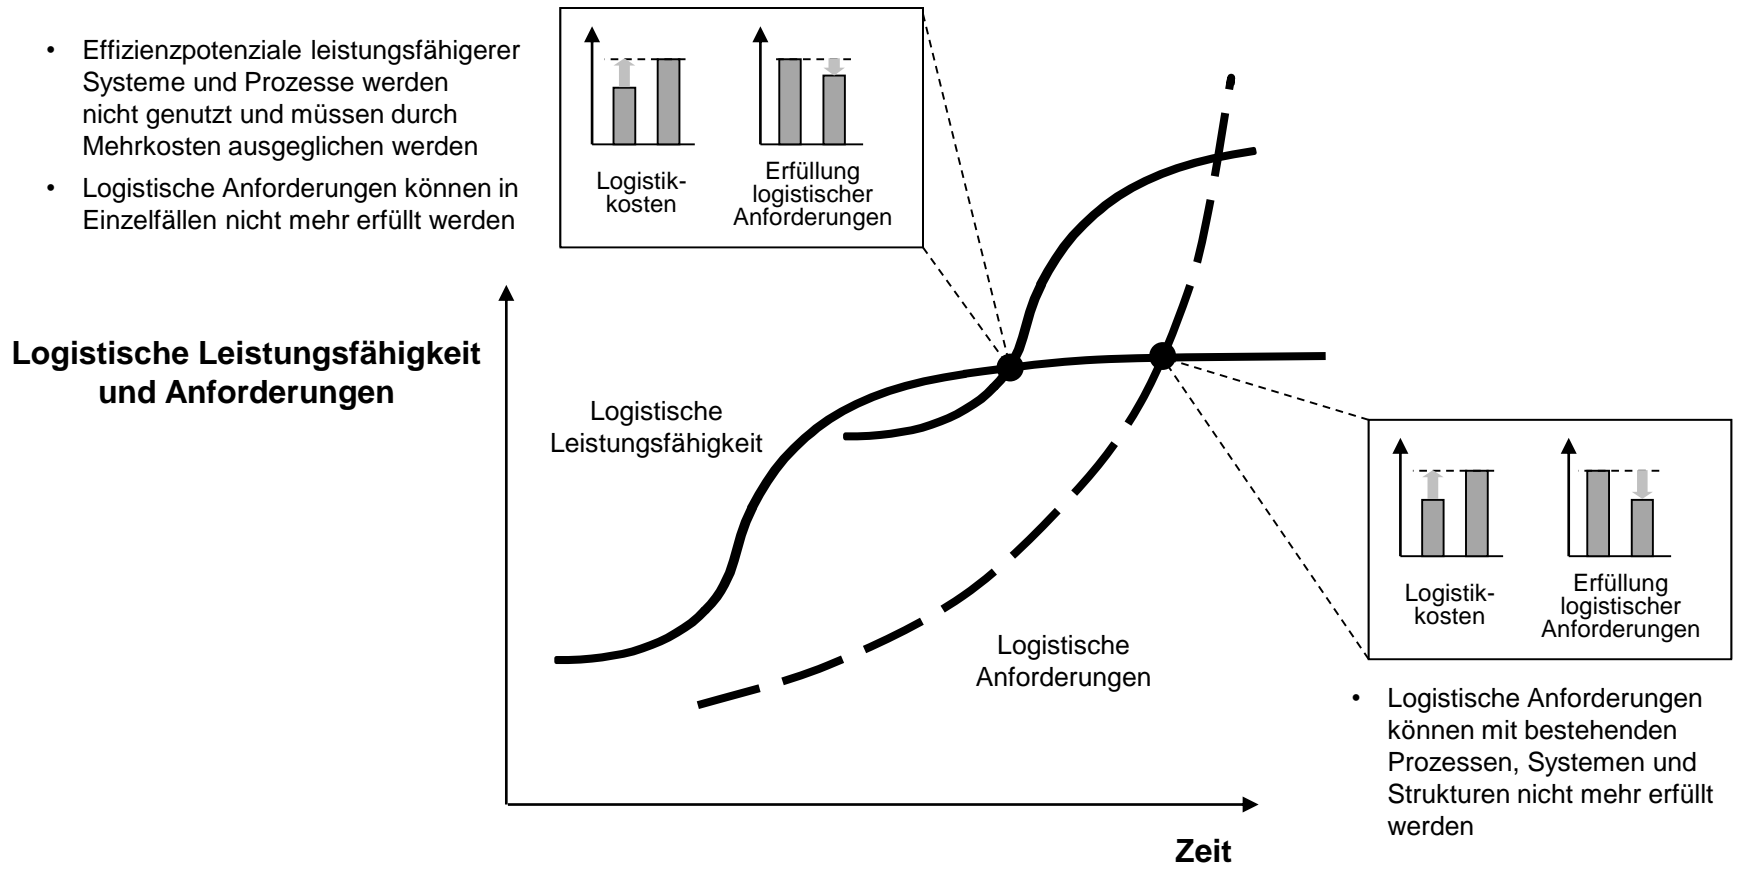 • Effizienzpotenziale leistungsfähigerer
Systeme und Prozesse werden
nicht genutzt und müssen durch
Mehrkosten ausgeglichen werden
• Logistische Anforderungen können in
Einzelfällen nicht mehr erfüllt werden
Logistik-
kosten
Erfüllung
logistischer
Anforderungen
Logistische Leistungsfähigkeit
und Anforderungen
Logistische
Leistungsfähigkeit
Logistische
Anforderungen
Logistik-
kosten
Erfüllung
logistischer
Anforderungen
• Logistische Anforderungen
können mit bestehenden
Prozessen, Systemen und
Strukturen nicht mehr erfüllt
werden
Zeit